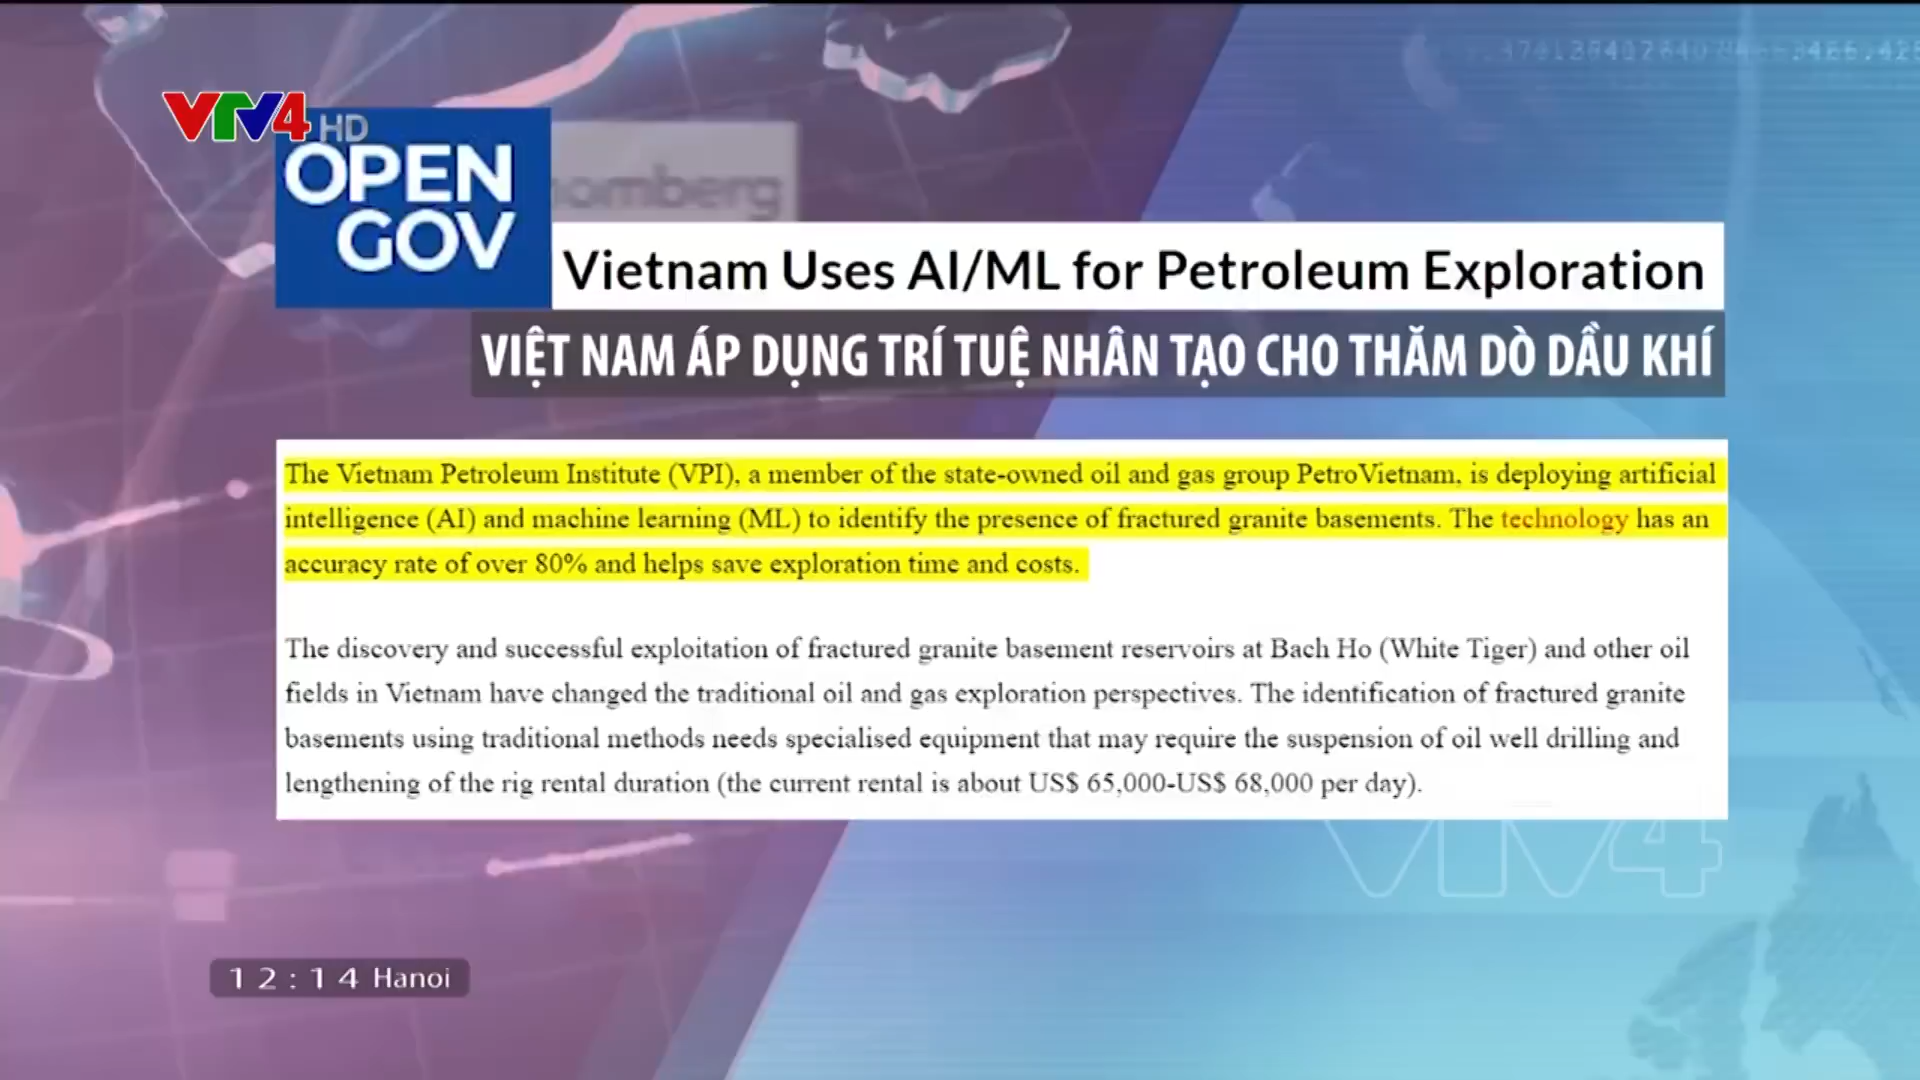 VTV4 HD
OPEN
GOV
omberg
Vietnam Uses AI/ML for Petroleum Exploration
VIỆT NAM ÁP DỤNG TRÍ TUỆ NHÂN TẠO CHO THĂM DÒ DẦU KHÍ
The Vietnam Petroleum Institute (VPI), a member of the state-owned oil and gas group PetroVietnam, is deploying artificial
intelligence (AI) and machine learning (ML) to identify the presence of fractured granite basements. The technology has an
accuracy rate of over 80% and helps save exploration time and costs.
The discovery and successful exploitation of fractured granite basement reservoirs at Bach Ho (White Tiger) and other oil
fields in Vietnam have changed the traditional oil and gas exploration perspectives. The identification of fractured granite
basements using traditional methods needs specialised equipment that may require the suspension of oil well drilling and
lengthening of the rig rental duration (the current rental is about US$ 65,000-US$ 68,000 per day).
VTV4
12:14 Hanoi